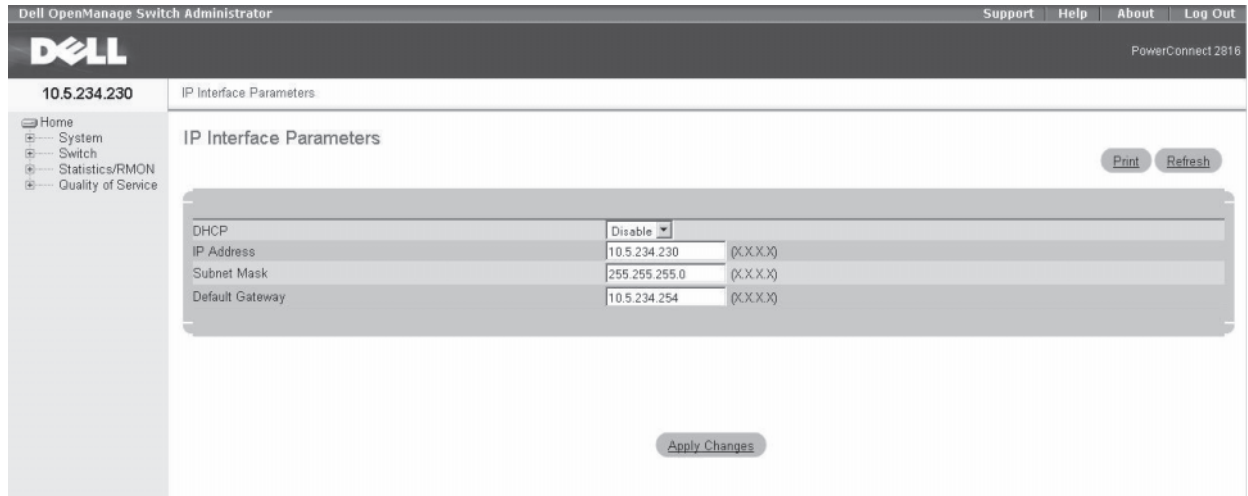 Dell OpenManage Switch Administrator
Support Help About Log Out
DELL
PowerConnect 2816
10.5.234.230
IP Interface Parameters
Home
System
Switch
Statistics/RMON
Quality of Service
IP Interface Parameters
Print Refresh
DHCP Disable
IP Address 10.5.234.230 (X.X.X.X)
Subnet Mask 255.255.255.0 (X.X.X.X)
Default Gateway 10.5.234.254 (X.X.X.X)
Apply Changes